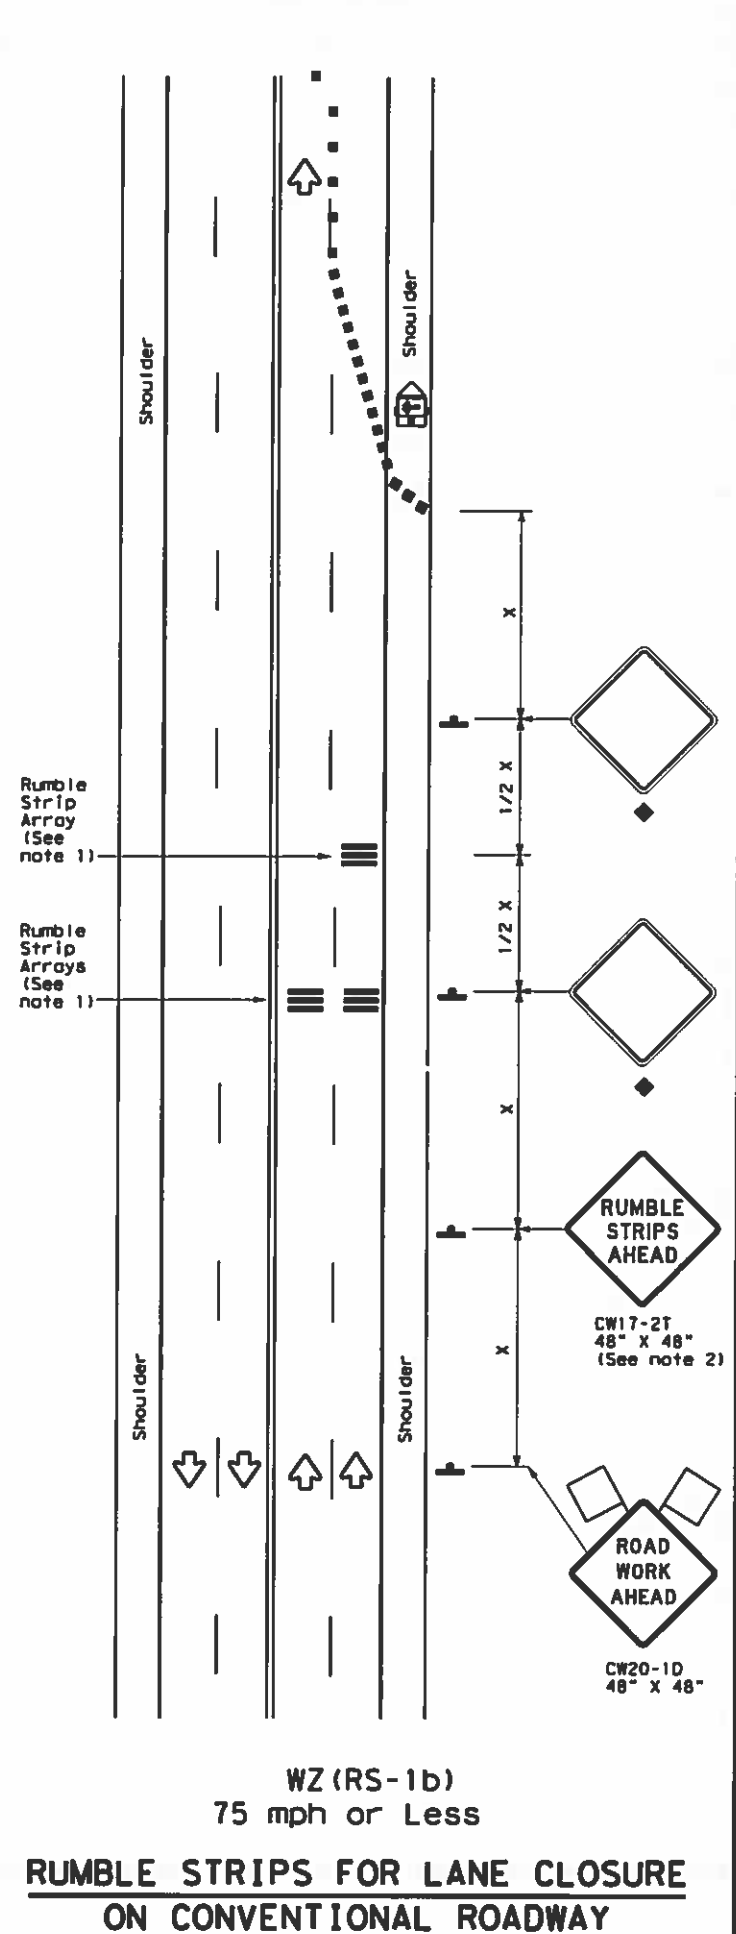 Shoulder
Shoulder
X
1/2 X
Rumble
Strip
Array
(See
note 1)
1/2 X
Rumble
Strip
Arrays
(See
note 1)
X
RUMBLE
STRIPS
AHEAD
CW17-2T
48" X 48"
(See note 2)
X
Shoulder
Shoulder
ROAD
WORK
AHEAD
CW20-1D
48" X 48"
WZ(RS-1b)
75 mph or Less
RUMBLE STRIPS FOR LANE CLOSURE
ON CONVENTIONAL ROADWAY